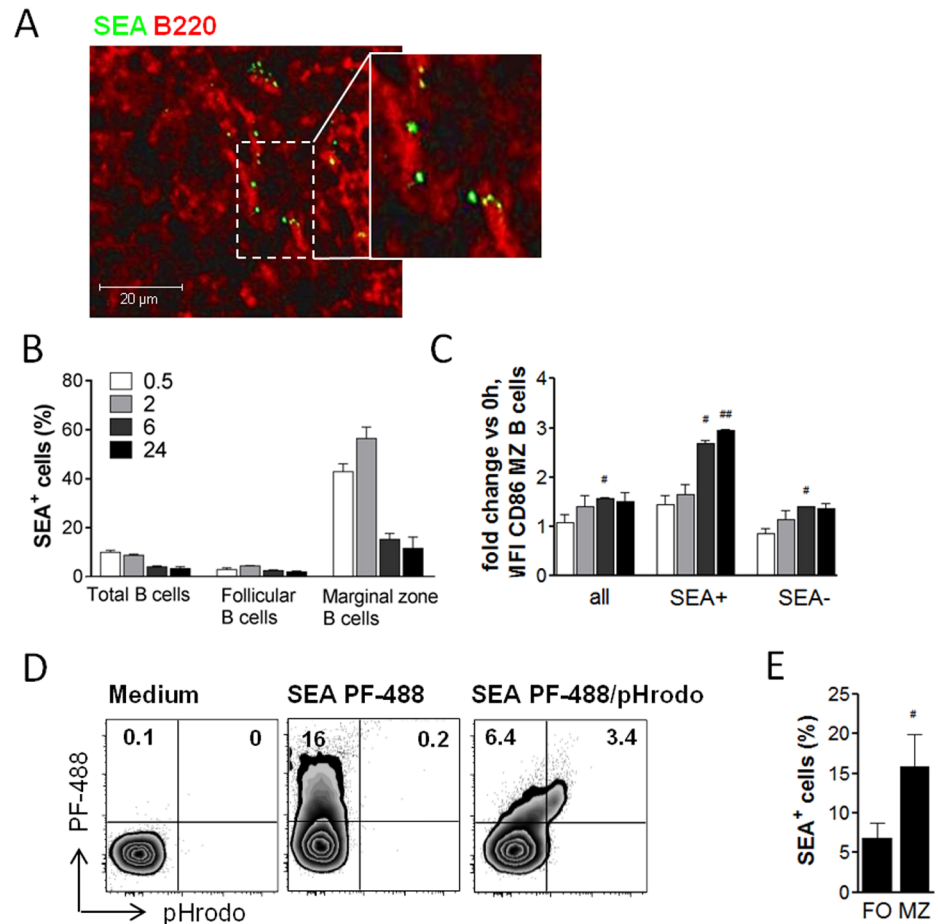 A
SEA B220
20 µm
B
SEA+ cells (%)
80
60
40
20
0
0.5
2
6
24
Total B cells
Follicular
B cells
Marginal zone
B cells
C
fold change vs 0h,
MFI CD86 MZ B cells
4
3
2
1
0
#
#
##
#
all
SEA+
SEA-
D
Medium
SEA PF-488
SEA PF-488/pHrodo
0.1
0
16
0.2
6.4
3.4
PF-488
pHrodo
E
SEA+ cells (%)
25
20
15
10
5
0
#
FO MZ